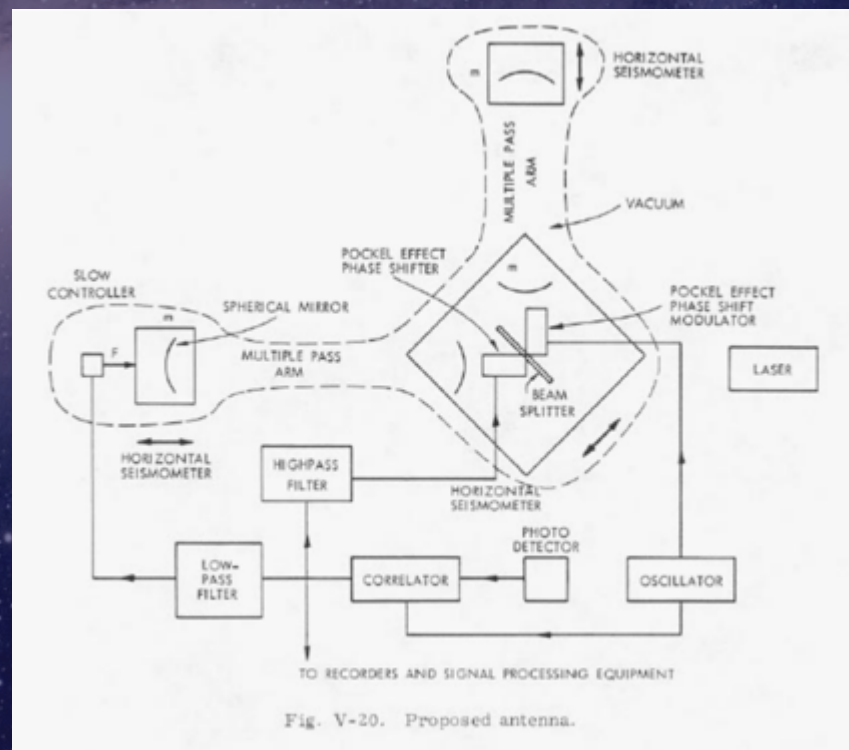 m
HORIZONTAL
SEISMOMETER
MULTIPLE PASS
ARM
VACUUM
POCKEL EFFECT
PHASE SHIFTER
m
POCKEL EFFECT
PHASE SHIFT
MODULATOR
SLOW
CONTROLLER
SPHERICAL MIRROR
m
F
MULTIPLE PASS
ARM
LASER
BEAM
SPLITTER
HORIZONTAL
SEISMOMETER
HIGHPASS
FILTER
HORIZONTAL
SEISMOMETER
PHOTO
DETECTOR
LOW-
PASS
FILTER
CORRELATOR
OSCILLATOR
TO RECORDERS AND SIGNAL PROCESSING EQUIPMENT
Fig. V-20. Proposed antenna.